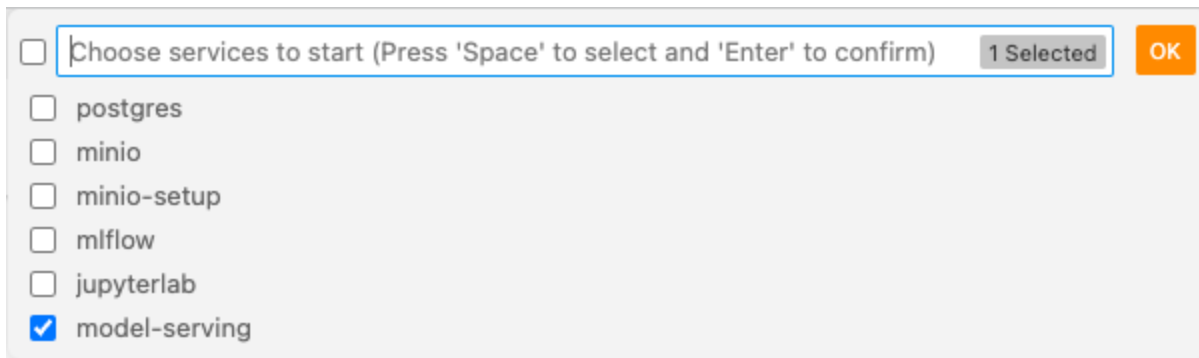 Choose services to start (Press 'Space' to select and 'Enter' to confirm) 1 Selected OK
postgres
minio
minio-setup
mlflow
jupyterlab
model-serving